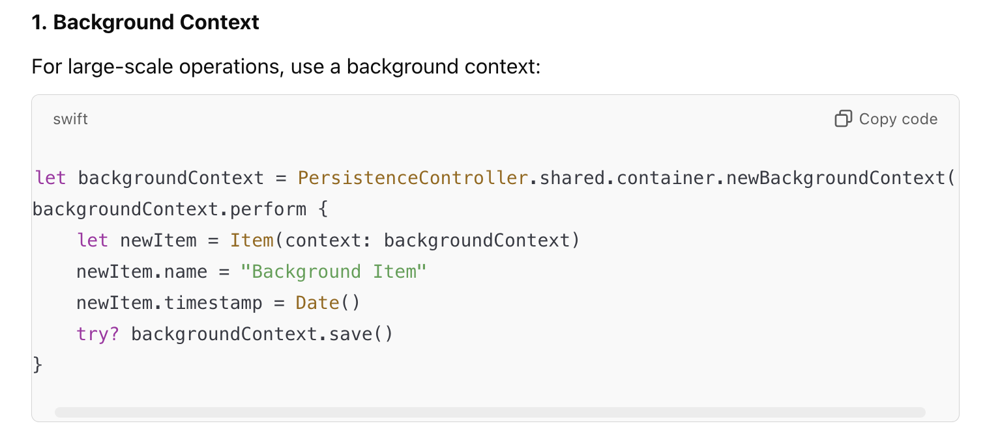 1. Background Context
For large-scale operations, use a background context:
swift
Copy code
let backgroundContext = PersistenceController.shared.container.newBackgroundContext(
backgroundContext.perform {
    let newItem = Item(context: backgroundContext)
    newItem.name = "Background Item"
    newItem.timestamp = Date()
    try? backgroundContext.save()
}